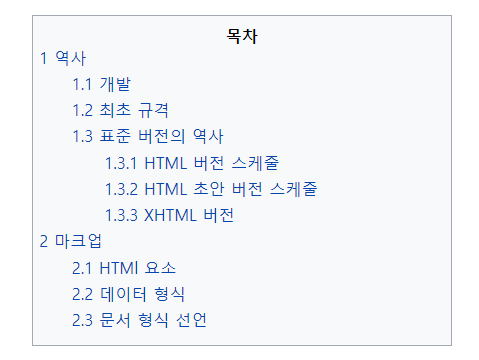 목차
1 역사
1.1 개발
1.2 최초 규격
1.3 표준 버전의 역사
1.3.1 HTML 버전 스케줄
1.3.2 HTML 초안 버전 스케줄
1.3.3 XHTML 버전
2 마크업
2.1 HTMl 요소
2.2 데이터 형식
2.3 문서 형식 선언